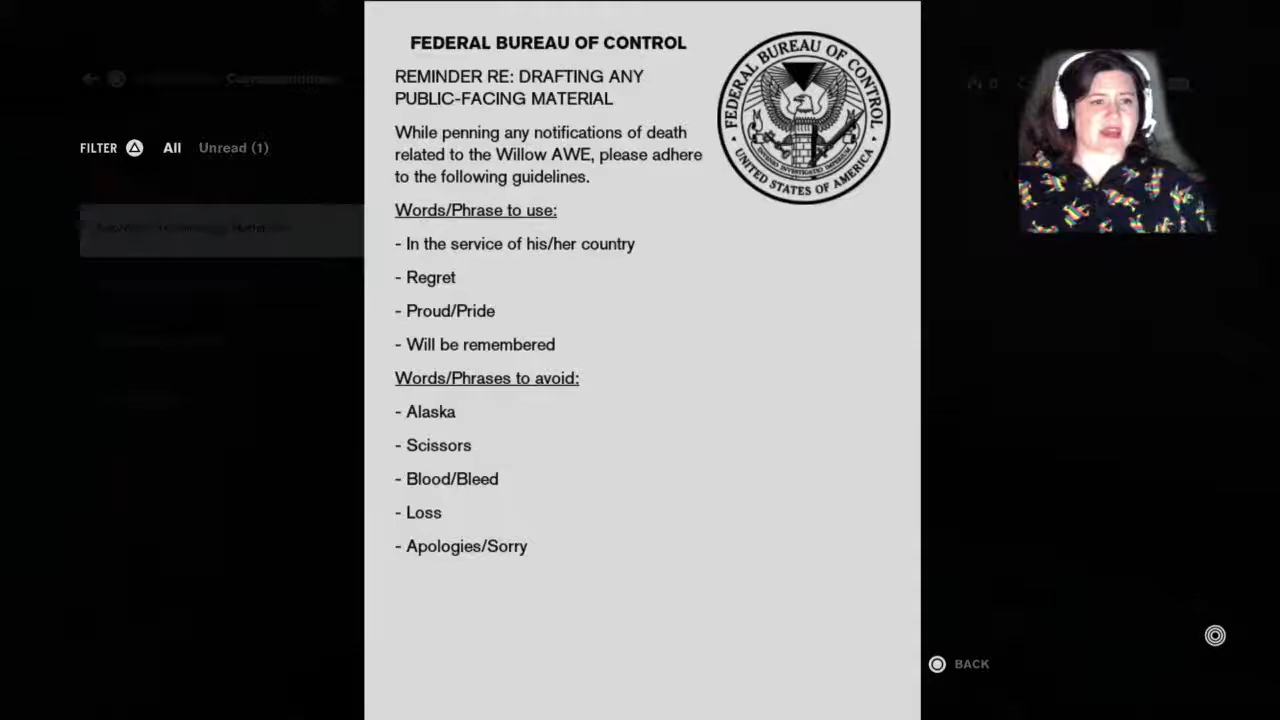 FEDERAL BUREAU OF CONTROL
REMINDER RE: DRAFTING ANY
PUBLIC-FACING MATERIAL
While penning any notifications of death
related to the Willow AWE, please adhere
to the following guidelines.
Words/Phrase to use:
- In the service of his/her country
- Regret
- Proud/Pride
- Will be remembered
Words/Phrases to avoid:
- Alaska
- Scissors
- Blood/Bleed
- Loss
- Apologies/Sorry
FEDERAL BUREAU OF CONTROL
UNITED STATES OF AMERICA
FILTER All Unread (1)
BACK